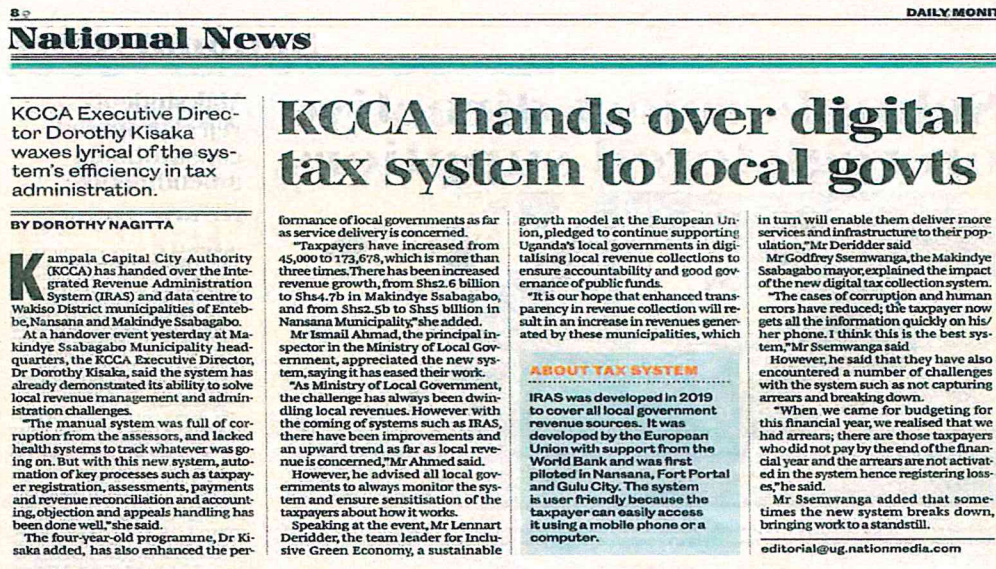 8
DAILY MONIT
National News
KCCA Executive Direc-
tor Dorothy Kisaka
waxes lyrical of the sys-
tem's efficiency in tax
administration.
KCCA hands over digital
tax system to local govts
BY DOROTHY NAGITTA
Kampala Capital City Authority
(KCCA) has handed over the Inte-
grated Revenue Administration
System (IRAS) and data centre to
Wakiso District municipalities of Enteb-
be, Nansana and Makindye Ssabagabo.
At a handover event yesterday at Ma-
kindye Ssabagabo Municipality head-
quarters, the KCCA Executive Director,
Dr Dorothy Kisaka, said the system has
already demonstrated its ability to solve
local revenue management and admin-
istration challenges.
"The manual system was full of cor-
ruption from the assessors, and lacked
health systems to track whatever was go-
ing on. But with this new system, auto-
mation of key processes such as taxpay-
er registration, assessments, payments
and revenue reconciliation and account-
ing, objection and appeals handling has
been done well," she said.
The four-year-old programme, Dr Ki-
saka added, has also enhanced the per-
formance of local governments as far
as service delivery is concerned.
"Taxpayers have increased from
45,000 to 173,678, which is more than
three times. There has been increased
revenue growth, from Shs2.6 billion
to Shs4.7b in Makindye Ssabagabo,
and from Shs2.5b to Shs5 billion in
Nansana Municipality," she added.
Mr Ismail Ahmad, the principal in-
spector in the Ministry of Local Gov-
ernment, appreciated the new sys-
tem, saying it has eased their work.
"As Ministry of Local Government,
the challenge has always been dwin-
dling local revenues. However with
the coming of systems such as IRAS,
there have been improvements and
an upward trend as far as local reve-
nue is concerned," Mr Ahmed said.
However, he advised all local gov-
ernments to always monitor the sys-
tem and ensure sensitisation of the
taxpayers about how it works.
Speaking at the event, Mr Lennart
Deridder, the team leader for Inclu-
sive Green Economy, a sustainable
growth model at the European Un-
ion, pledged to continue supporting
Uganda's local governments in digi-
talising local revenue collections to
ensure accountability and good gov-
ernance of public funds.
"It is our hope that enhanced trans-
parency in revenue collection will re-
sult in an increase in revenues gener-
ated by these municipalities, which
ABOUT TAX SYSTEM
IRAS was developed in 2019
to cover all local government
revenue sources. It was
developed by the European
Union with support from the
World Bank and was first
piloted in Nansana, Fort Portal
and Gulu City. The system
is user friendly because the
taxpayer can easily access
it using a mobile phone or a
computer.
in turn will enable them deliver more
services and infrastructure to their pop-
ulation," Mr Deridder said
Mr Godfrey Ssemwanga, the Makindye
Ssabagabo mayor, explained the impact
of the new digital tax collection system.
"The cases of corruption and human
errors have reduced; the taxpayer now
gets all the information quickly on his/
her phone. I think this is the best sys-
tem," Mr Ssemwanga said
However, he said that they have also
encountered a number of challenges
with the system such as not capturing
arrears and breaking down.
"When we came for budgeting for
this financial year, we realised that we
had arrears; there are those taxpayers
who did not pay by the end of the finan-
cial year and the arrears are not activat-
ed in the system hence registering loss-
es," he said.
Mr Ssemwanga added that some-
times the new system breaks down,
bringing work to a standstill.
editorial@ug.nationmedia.com